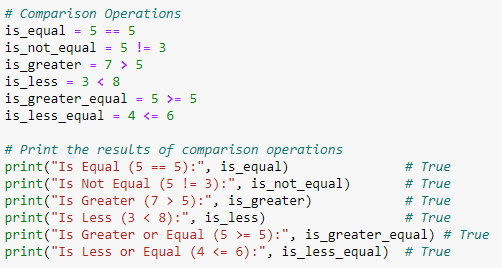 # Comparison Operations
is_equal = 5 == 5
is_not_equal = 5 != 3
is_greater = 7 > 5
is_less = 3 < 8
is_greater_equal = 5 >= 5
is_less_equal = 4 <= 6

# Print the results of comparison operations
print("Is Equal (5 == 5):", is_equal)               # True
print("Is Not Equal (5 != 3):", is_not_equal)       # True
print("Is Greater (7 > 5):", is_greater)            # True
print("Is Less (3 < 8):", is_less)                  # True
print("Is Greater or Equal (5 >= 5):", is_greater_equal) # True
print("Is Less or Equal (4 <= 6):", is_less_equal)  # True